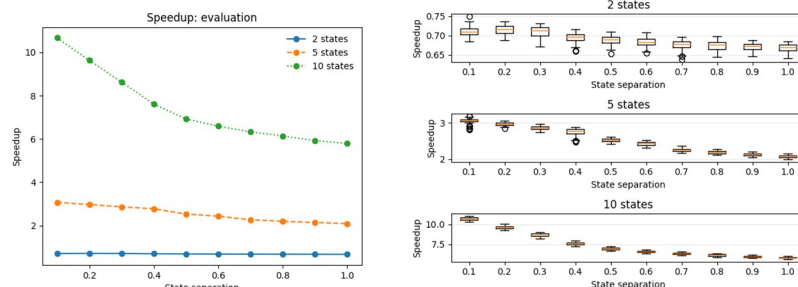 Speedup: evaluation
2 states
5 states
10 states
10
8
6
4
2
Speedup
0.2 0.4 0.6 0.8 1.0
State separation
2 states
0.75
0.70
0.65
Speedup
0.1 0.2 0.3 0.4 0.5 0.6 0.7 0.8 0.9 1.0
State separation
5 states
3
2
Speedup
0.1 0.2 0.3 0.4 0.5 0.6 0.7 0.8 0.9 1.0
State separation
10 states
10.0
7.5
Speedup
0.1 0.2 0.3 0.4 0.5 0.6 0.7 0.8 0.9 1.0